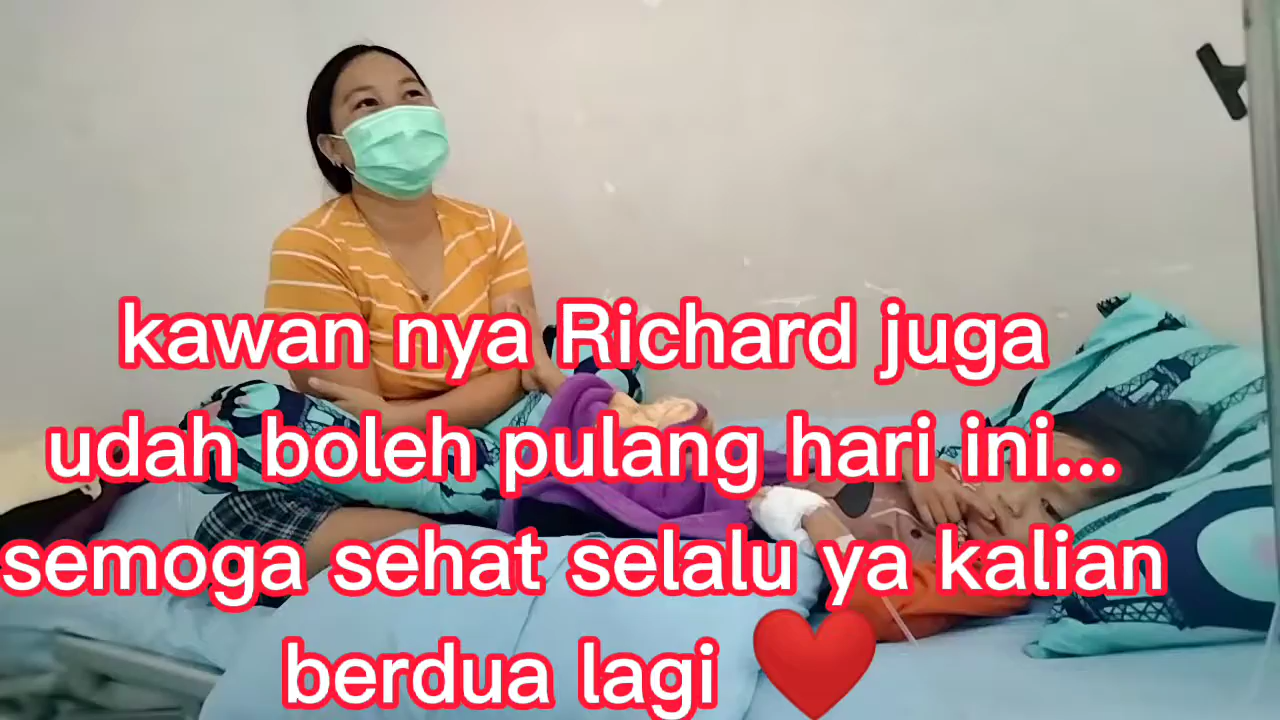 kawan nya Richard juga
udah boleh pulang hari ini...
semoga sehat selalu ya kalian
berdua lagi ❤️